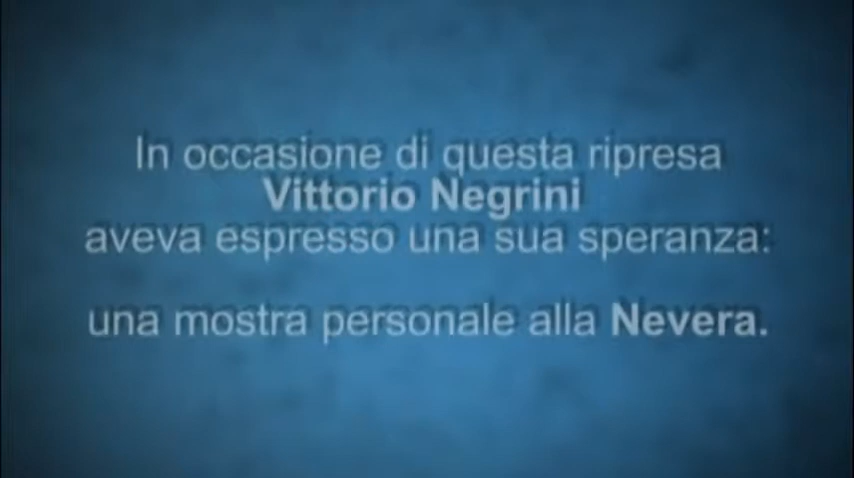 In occasione di questa ripresa
Vittorio Negrini
aveva espresso una sua speranza:
una mostra personale alla Nevera.